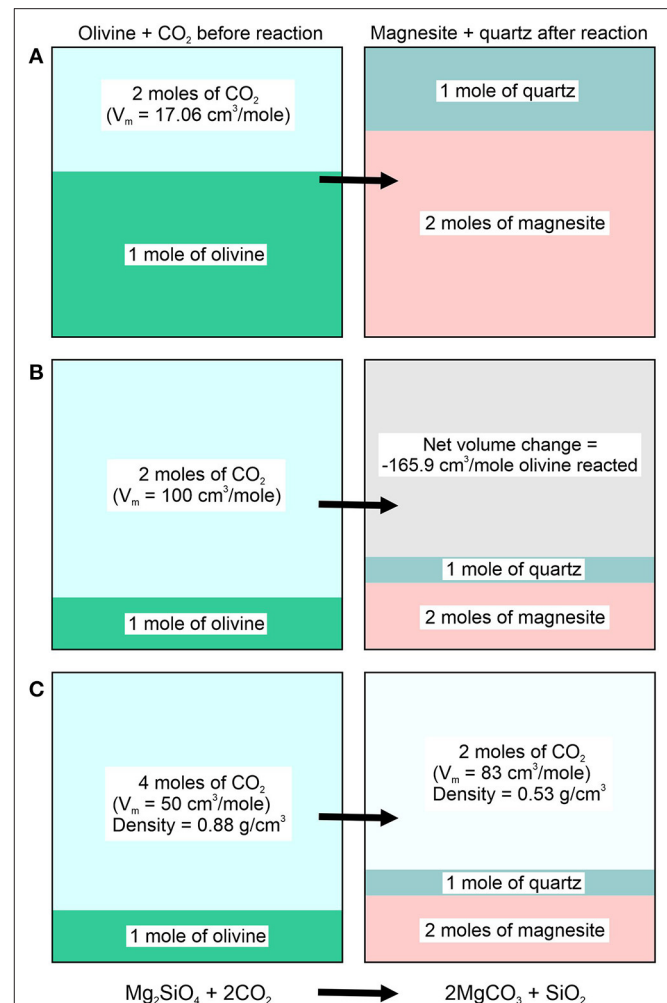 Olivine + CO₂ before reaction
Magnesite + quartz after reaction
A
2 moles of CO₂
(Vₘ = 17.06 cm³/mole)
1 mole of olivine
1 mole of quartz
2 moles of magnesite
B
2 moles of CO₂
(Vₘ = 100 cm³/mole)
1 mole of olivine
Net volume change =
-165.9 cm³/mole olivine reacted
1 mole of quartz
2 moles of magnesite
C
4 moles of CO₂
(Vₘ = 50 cm³/mole)
Density = 0.88 g/cm³
1 mole of olivine
2 moles of CO₂
(Vₘ = 83 cm³/mole)
Density = 0.53 g/cm³
1 mole of quartz
2 moles of magnesite
Mg₂SiO₄ + 2CO₂
2MgCO₃ + SiO₂